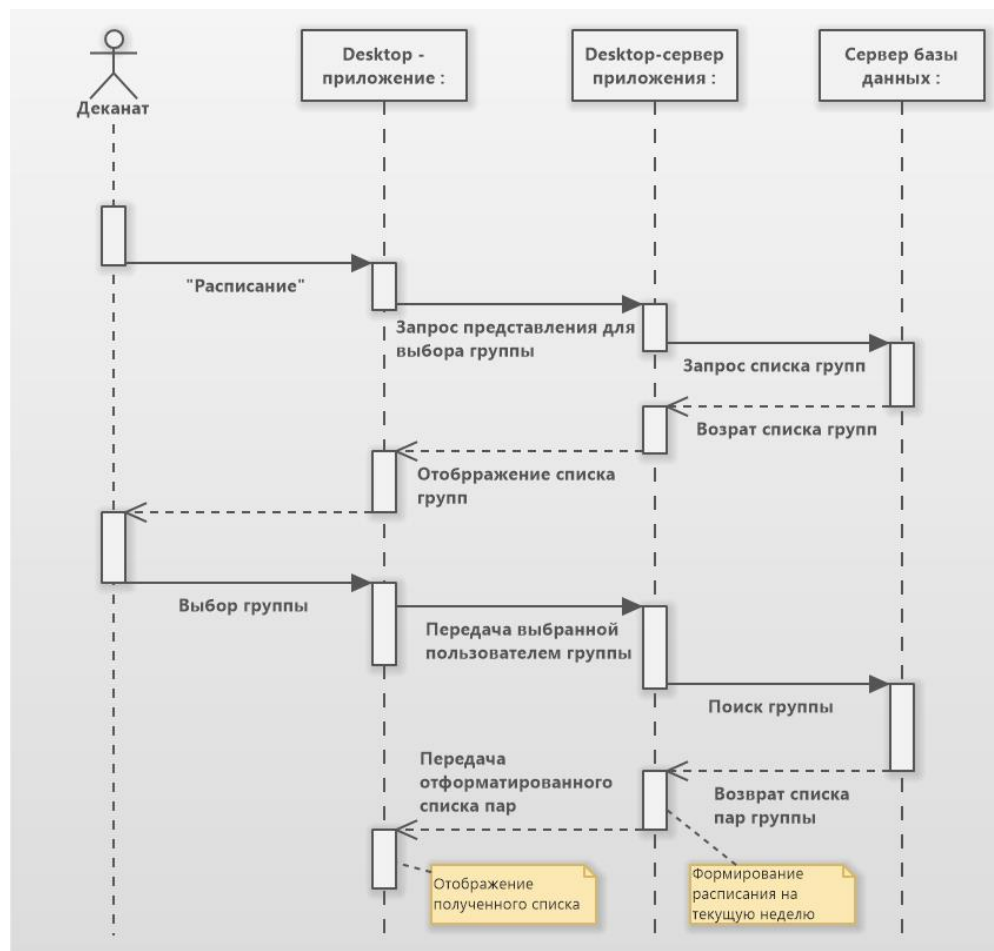 Деканат
Desktop -
приложение :
Desktop-сервер
приложения :
Сервер базы
данных :
"Расписание"
Запрос представления для
выбора группы
Запрос списка групп
Возрат списка групп
Отобрражение списка
групп
Выбор группы
Передача выбранной
пользователем группы
Поиск группы
Передача
отформатированного
списка пар
Возврат списка
пар группы
Отображение
полученного списка
Формирование
расписания на
текущую неделю